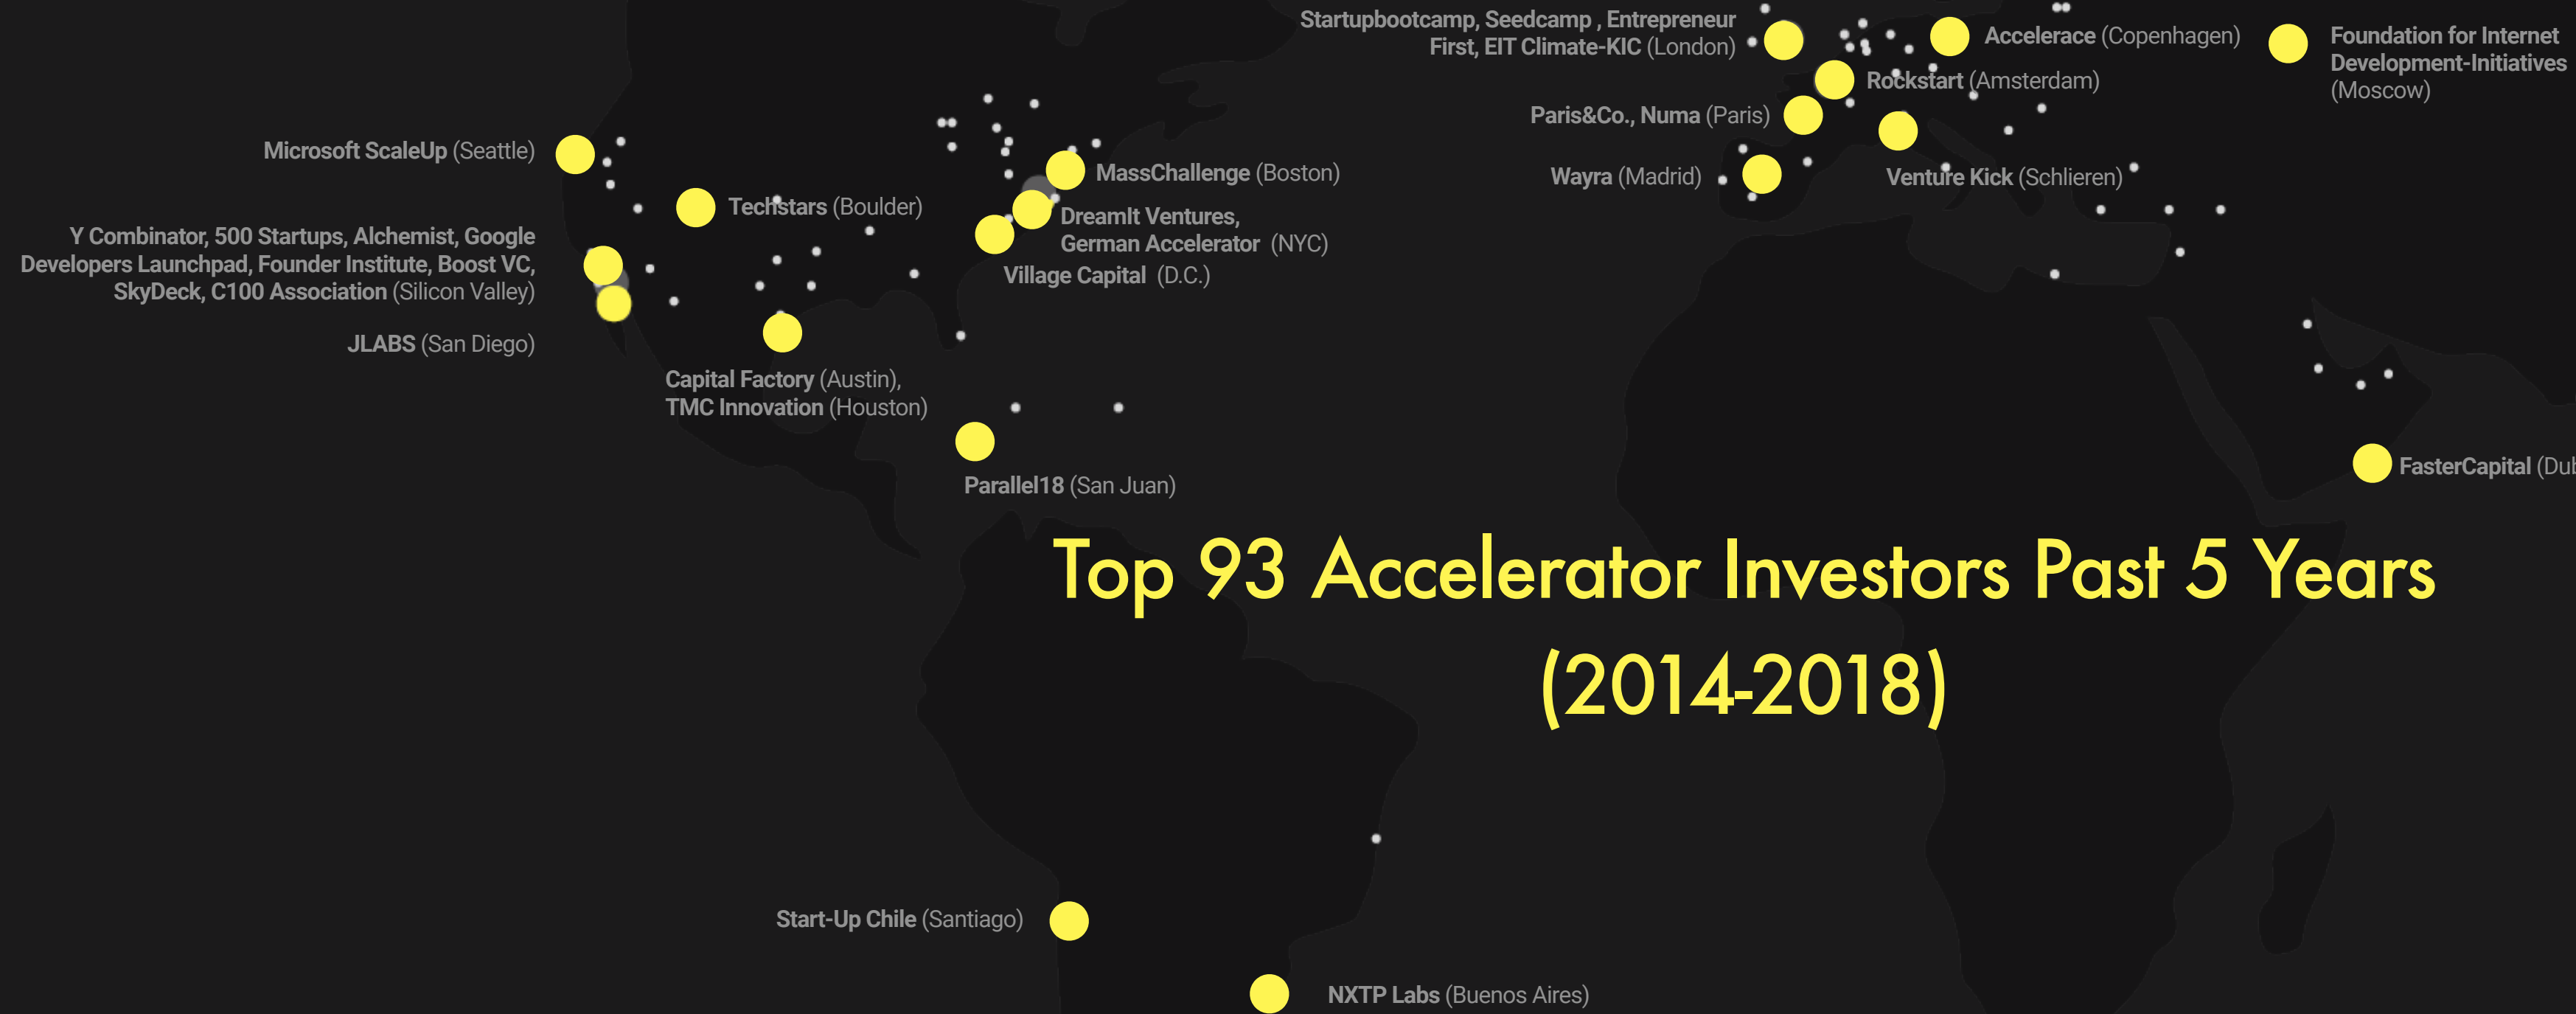 Startupbootcamp, Seedcamp , Entrepreneur
First, EIT Climate-KIC (London)
Accelerace (Copenhagen)
Foundation for Internet
Development-Initiatives
(Moscow)
Rockstart (Amsterdam)
Paris&Co., Numa (Paris)
Microsoft ScaleUp (Seattle)
MassChallenge (Boston)
Wayra (Madrid)
Venture Kick (Schlieren)
Techstars (Boulder)
DreamIt Ventures,
German Accelerator (NYC)
Y Combinator, 500 Startups, Alchemist, Google
Developers Launchpad, Founder Institute, Boost VC,
SkyDeck, C100 Association (Silicon Valley)
Village Capital (D.C.)
JLABS (San Diego)
Capital Factory (Austin),
TMC Innovation (Houston)
FasterCapital (Dub
Parallel18 (San Juan)
Top 93 Accelerator Investors Past 5 Years
(2014-2018)
Start-Up Chile (Santiago)
NXTP Labs (Buenos Aires)